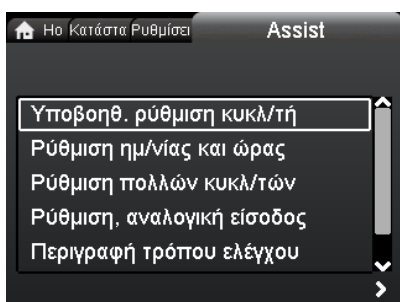 Ho Κατάστα Ρυθμίσει Assist
Υποβοηθ. ρύθμιση κυκλ/τή
Ρύθμιση ημ/νίας και ώρας
Ρύθμιση πολλών κυκλ/τών
Ρύθμιση, αναλογική είσοδος
Περιγραφή τρόπου ελέγχου